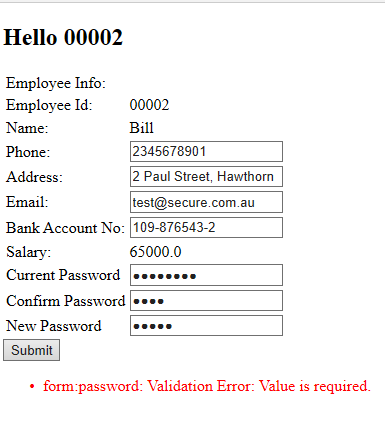 Hello 00002
Employee Info:
Employee Id: 00002
Name: Bill
Phone: 2345678901
Address: 2 Paul Street, Hawthorn
Email: test@secure.com.au
Bank Account No: 109-876543-2
Salary: 65000.0
Current Password ●●●●●●●●
Confirm Password ●●●●
New Password ●●●●●
Submit
• form:password: Validation Error: Value is required.